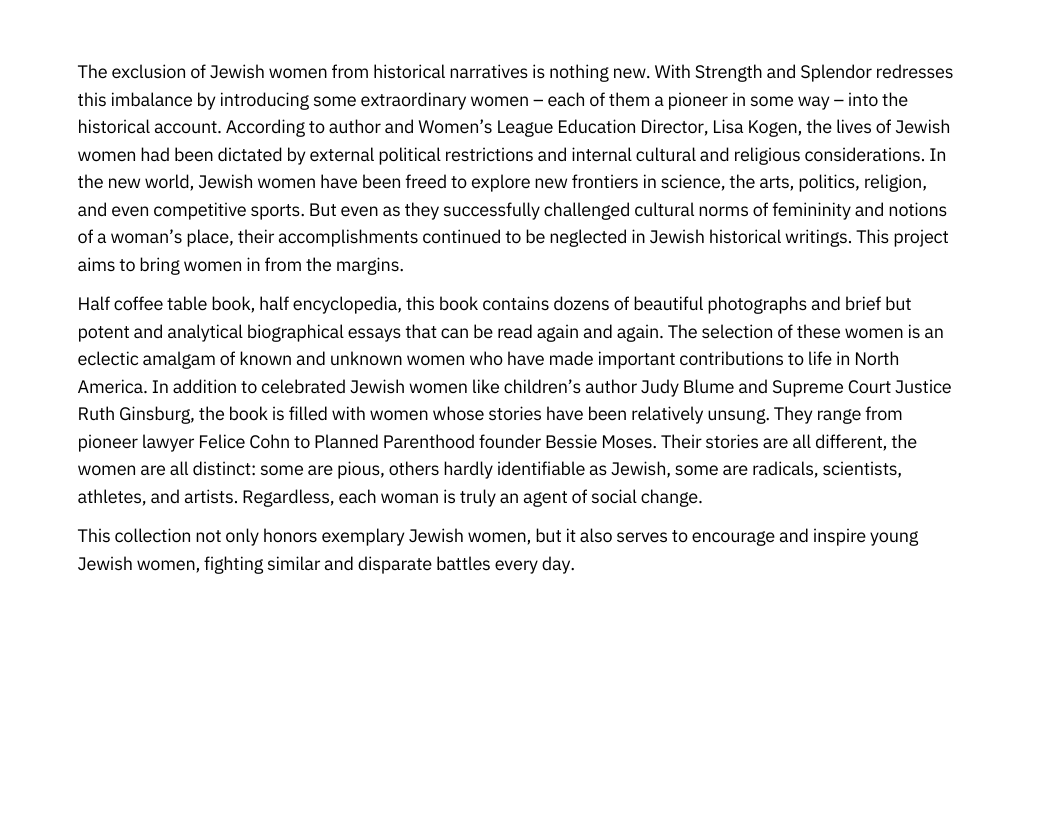 The exclusion of Jewish women from historical narratives is nothing new. With Strength and Splendor redresses
this imbalance by introducing some extraordinary women – each of them a pioneer in some way – into the
historical account. According to author and Women’s League Education Director, Lisa Kogen, the lives of Jewish
women had been dictated by external political restrictions and internal cultural and religious considerations. In
the new world, Jewish women have been freed to explore new frontiers in science, the arts, politics, religion,
and even competitive sports. But even as they successfully challenged cultural norms of femininity and notions
of a woman’s place, their accomplishments continued to be neglected in Jewish historical writings. This project
aims to bring women in from the margins.
Half coffee table book, half encyclopedia, this book contains dozens of beautiful photographs and brief but
potent and analytical biographical essays that can be read again and again. The selection of these women is an
eclectic amalgam of known and unknown women who have made important contributions to life in North
America. In addition to celebrated Jewish women like children’s author Judy Blume and Supreme Court Justice
Ruth Ginsburg, the book is filled with women whose stories have been relatively unsung. They range from
pioneer lawyer Felice Cohn to Planned Parenthood founder Bessie Moses. Their stories are all different, the
women are all distinct: some are pious, others hardly identifiable as Jewish, some are radicals, scientists,
athletes, and artists. Regardless, each woman is truly an agent of social change.
This collection not only honors exemplary Jewish women, but it also serves to encourage and inspire young
Jewish women, fighting similar and disparate battles every day.